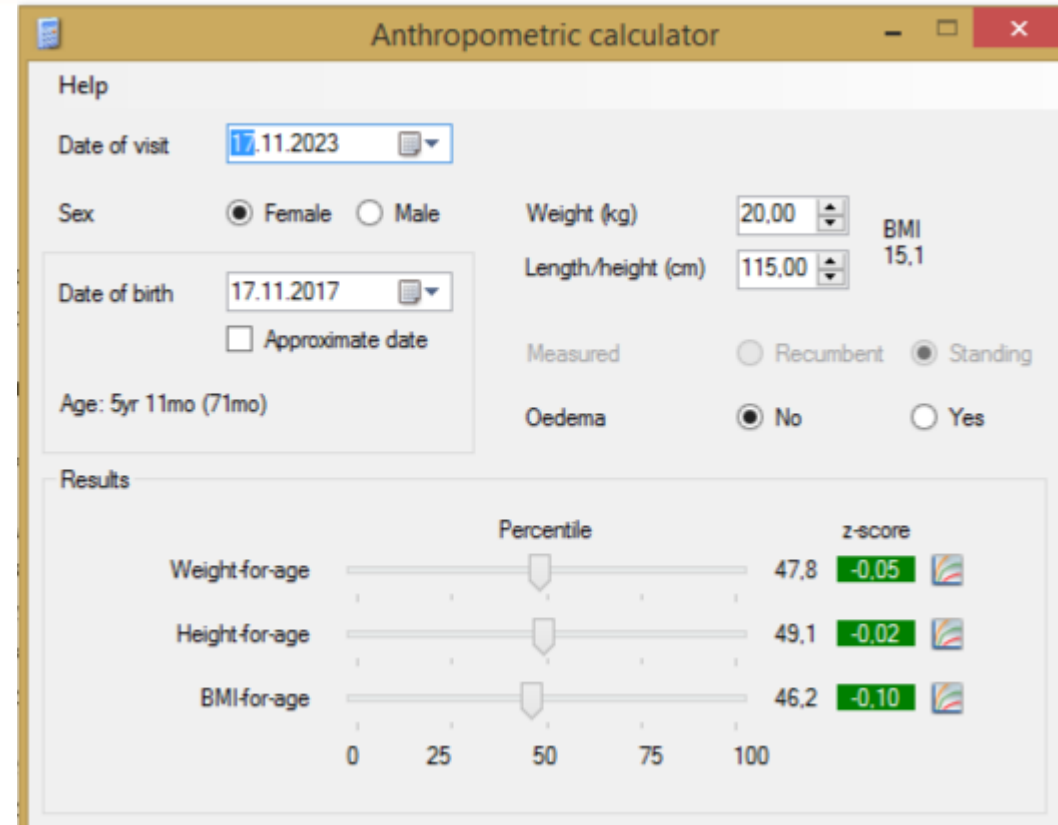 Anthropometric calculator
Help
Date of visit 17.11.2023
Sex Female Male
Weight (kg) 20,00
BMI
15,1
Length/height (cm) 115,00
Date of birth 17.11.2017
Approximate date
Measured Recumbent Standing
Age: 5yr 11mo (71mo)
Oedema No Yes
Results
Percentile z-score
Weight-for-age 47,8 -0,05
Height-for-age 49,1 -0,02
BMI-for-age 46,2 -0,10
0 25 50 75 100